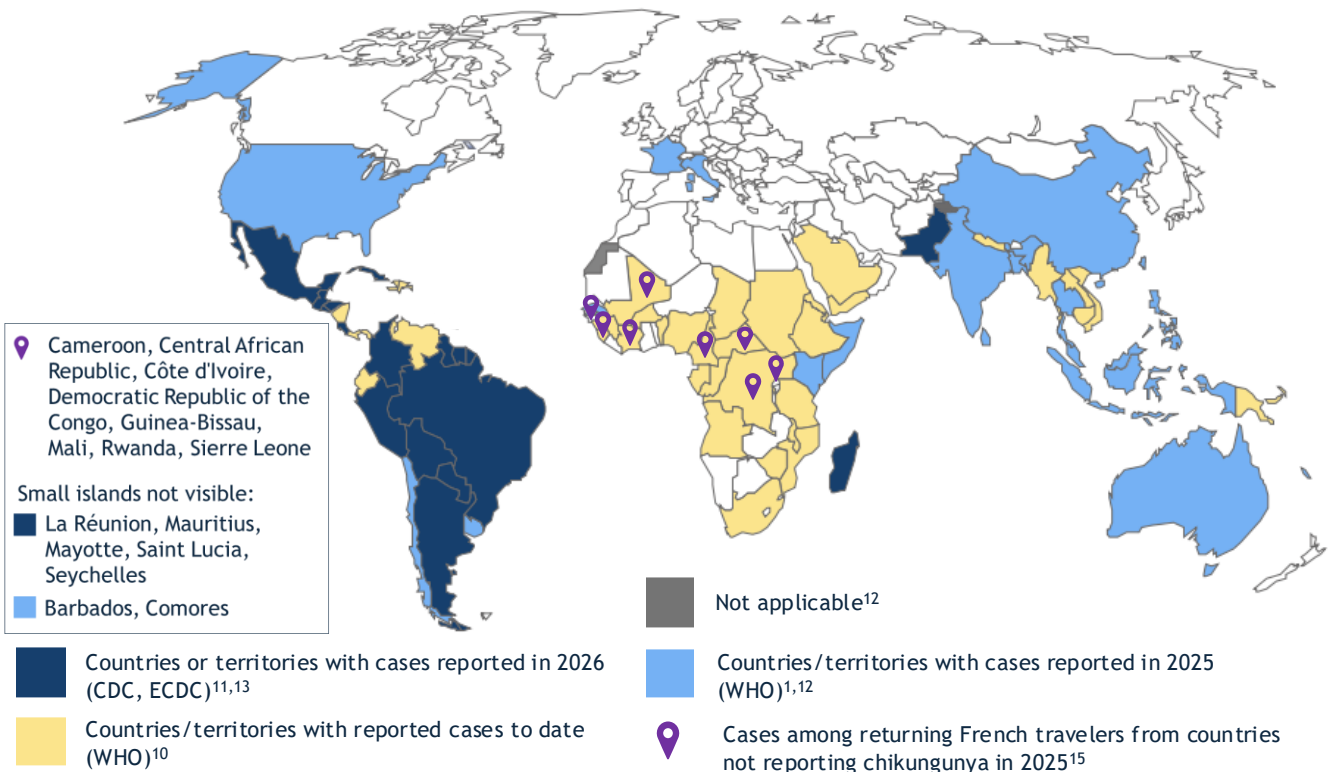 Cameroon, Central African
Republic, Côte d'Ivoire,
Democratic Republic of the
Congo, Guinea-Bissau,
Mali, Rwanda, Sierre Leone
Small islands not visible:
La Réunion, Mauritius,
Mayotte, Saint Lucia,
Seychelles
Barbados, Comores
Not applicable¹²
Countries or territories with cases reported in 2026
(CDC, ECDC)¹¹,¹³
Countries/territories with cases reported in 2025
(WHO)¹,¹²
Countries/territories with reported cases to date
(WHO)¹⁰
Cases among returning French travelers from countries
not reporting chikungunya in 2025¹⁵